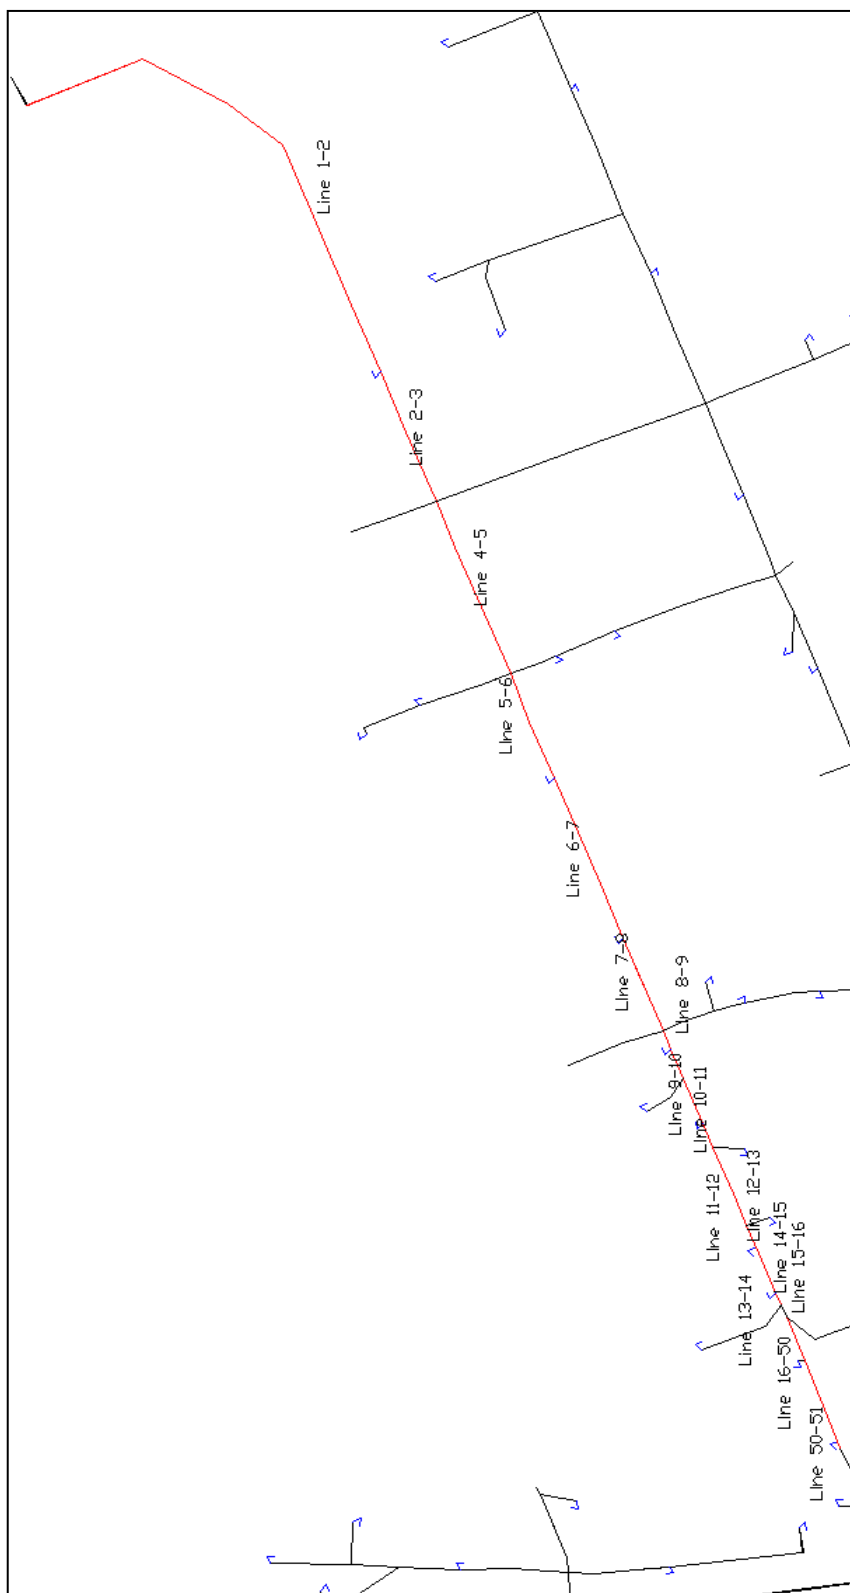 Line 1-2
Line 2-3
Line 4-5
LIne 5-6
Line 6-7
LIne 7-8
LIne 8-9
LIne 9-10
LIne 10-11
LIne 11-12
LIne 12-13
LIne 14-15
LIne 15-16
Line 13-14
LIne 16-50
LIne 50-51